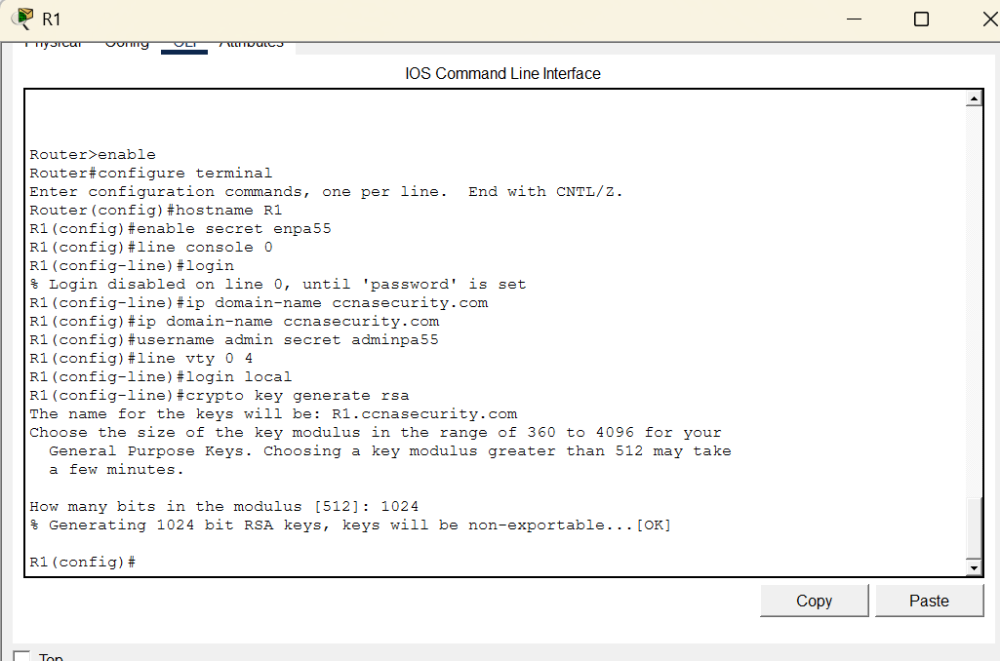 R1
Physical Config CLI Attributes
IOS Command Line Interface
Router>enable
Router#configure terminal
Enter configuration commands, one per line.  End with CNTL/Z.
Router(config)#hostname R1
R1(config)#enable secret enpa55
R1(config)#line console 0
R1(config-line)#login
% Login disabled on line 0, until 'password' is set
R1(config-line)#ip domain-name ccnasecurity.com
R1(config)#ip domain-name ccnasecurity.com
R1(config)#username admin secret adminpa55
R1(config)#line vty 0 4
R1(config-line)#login local
R1(config-line)#crypto key generate rsa
The name for the keys will be: R1.ccnasecurity.com
Choose the size of the key modulus in the range of 360 to 4096 for your
  General Purpose Keys. Choosing a key modulus greater than 512 may take
  a few minutes.
How many bits in the modulus [512]: 1024
% Generating 1024 bit RSA keys, keys will be non-exportable...[OK]
R1(config)#
Copy Paste
Top